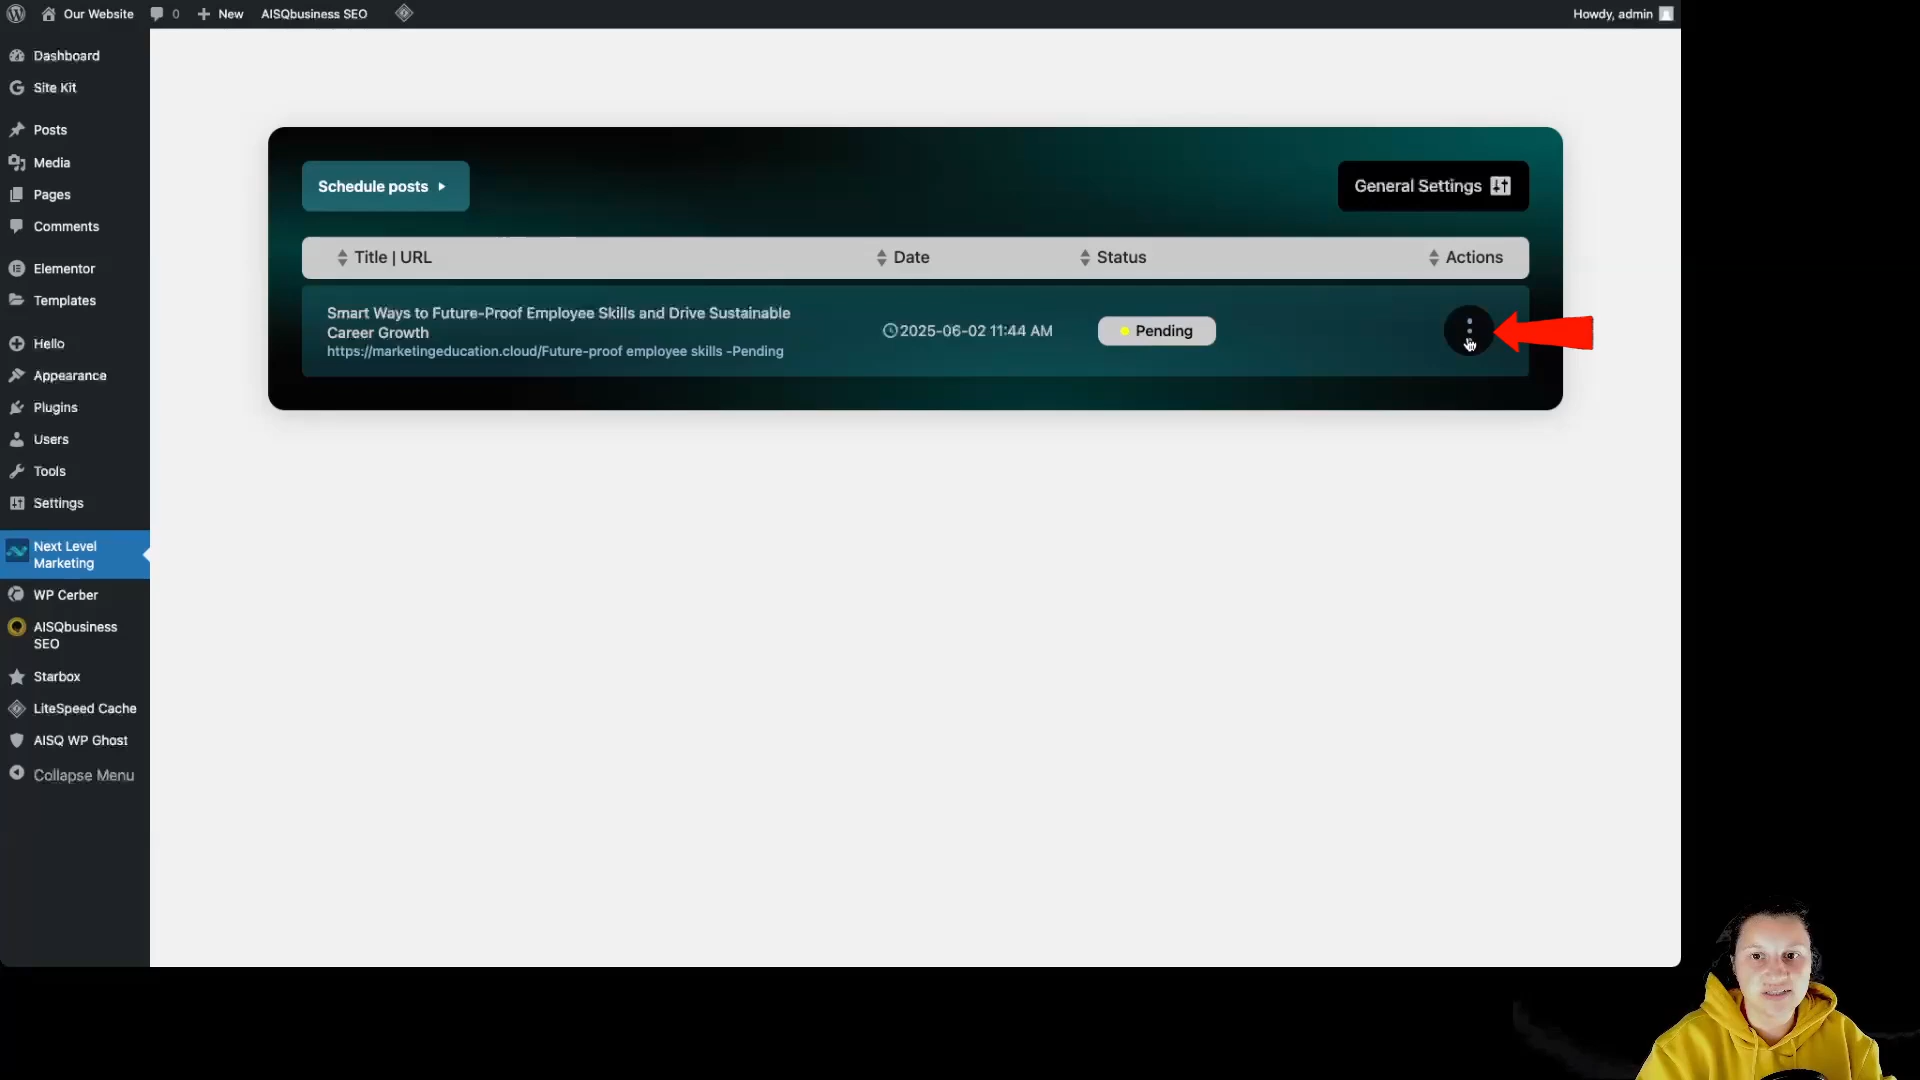 Our Website
0
New
AISQbusiness SEO
Howdy, admin
Dashboard
Site Kit
Posts
Media
Pages
Comments
Elementor
Templates
Hello
Appearance
Plugins
Users
Tools
Settings
Next Level
Marketing
WP Cerber
AISQbusiness
SEO
Starbox
LiteSpeed Cache
AISQ WP Ghost
Collapse Menu
Schedule posts
General Settings
Title | URL
Date
Status
Actions
Smart Ways to Future-Proof Employee Skills and Drive Sustainable
Career Growth
https://marketingeducation.cloud/Future-proof employee skills -Pending
2025-06-02 11:44 AM
Pending